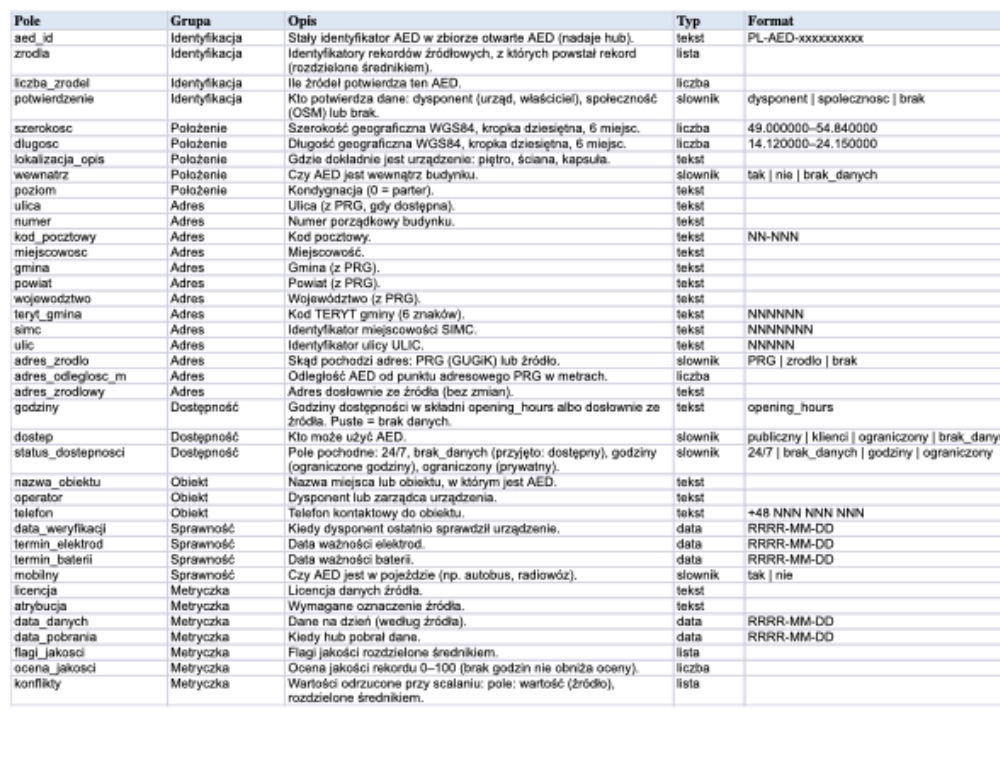 Pole Grupa Opis Typ Format
aed_id Identyfikacja Stały identyfikator AED w zbiorze otwarte AED (nadaje hub). tekst PL-AED-xxxxxxxxxx
zrodla Identyfikacja Identyfikatory rekordów źródłowych, z których powstał rekord lista
(rozdzielone średnikiem).
liczba_zrodel Identyfikacja Ile źródeł potwierdza ten AED. liczba
potwierdzenie Identyfikacja Kto potwierdza dane: dysponent (urząd, właściciel), społeczność slownik dysponent | spolecznosc | brak
(OSM) lub brak.
szerokosc Położenie Szerokość geograficzna WGS84, kropka dziesiętna, 6 miejsc. liczba 49.000000–54.840000
dlugosc Położenie Długość geograficzna WGS84, kropka dziesiętna, 6 miejsc. liczba 14.120000–24.150000
lokalizacja_opis Położenie Gdzie dokładnie jest urządzenie: piętro, ściana, kapsuła. tekst
wewnatrz Położenie Czy AED jest wewnątrz budynku. slownik tak | nie | brak_danych
poziom Położenie Kondygnacja (0 = parter). tekst
ulica Adres Ulica (z PRG, gdy dostępna). tekst
numer Adres Numer porządkowy budynku. tekst
kod_pocztowy Adres Kod pocztowy. tekst NN-NNN
miejscowosc Adres Miejscowość. tekst
gmina Adres Gmina (z PRG). tekst
powiat Adres Powiat (z PRG). tekst
wojewodztwo Adres Województwo (z PRG). tekst
teryt_gmina Adres Kod TERYT gminy (6 znaków). tekst NNNNNN
simc Adres Identyfikator miejscowości SIMC. tekst NNNNNNN
ulic Adres Identyfikator ulicy ULIC. tekst NNNNN
adres_zrodlo Adres Skąd pochodzi adres: PRG (GUGiK) lub źródło. slownik PRG | zrodlo | brak
adres_odleglosc_m Adres Odległość AED od punktu adresowego PRG w metrach. liczba
adres_zrodlowy Adres Adres dosłownie ze źródła (bez zmian). tekst
godziny Dostępność Godziny dostępności w składni opening_hours albo dosłownie ze tekst opening_hours
źródła. Puste = brak danych.
dostep Dostępność Kto może użyć AED. slownik publiczny | klienci | ograniczony | brak_dany
status_dostepnosci Dostępność Pole pochodne: 24/7, brak_danych (przyjęto: dostępny), godziny slownik 24/7 | brak_danych | godziny | ograniczony
(ograniczone godziny), ograniczony (prywatny).
nazwa_obiektu Obiekt Nazwa miejsca lub obiektu, w którym jest AED. tekst
operator Obiekt Dysponent lub zarządca urządzenia. tekst
telefon Obiekt Telefon kontaktowy do obiektu. tekst +48 NNN NNN NNN
data_weryfikacji Sprawność Kiedy dysponent ostatnio sprawdził urządzenie. data RRRR-MM-DD
termin_elektrod Sprawność Data ważności elektrod. data RRRR-MM-DD
termin_baterii Sprawność Data ważności baterii. data RRRR-MM-DD
mobilny Sprawność Czy AED jest w pojeździe (np. autobus, radiowóz). slownik tak | nie
licencja Metryczka Licencja danych źródła. tekst
atrybucja Metryczka Wymagane oznaczenie źródła. tekst
data_danych Metryczka Dane na dzień (według źródła). data RRRR-MM-DD
data_pobrania Metryczka Kiedy hub pobrał dane. data RRRR-MM-DD
flagi_jakosci Metryczka Flagi jakości rozdzielone średnikiem. lista
ocena_jakosci Metryczka Ocena jakości rekordu 0–100 (brak godzin nie obniża oceny). liczba
konflikty Metryczka Wartości odrzucone przy scalaniu: pole: wartość (źródło), lista
rozdzielone średnikiem.